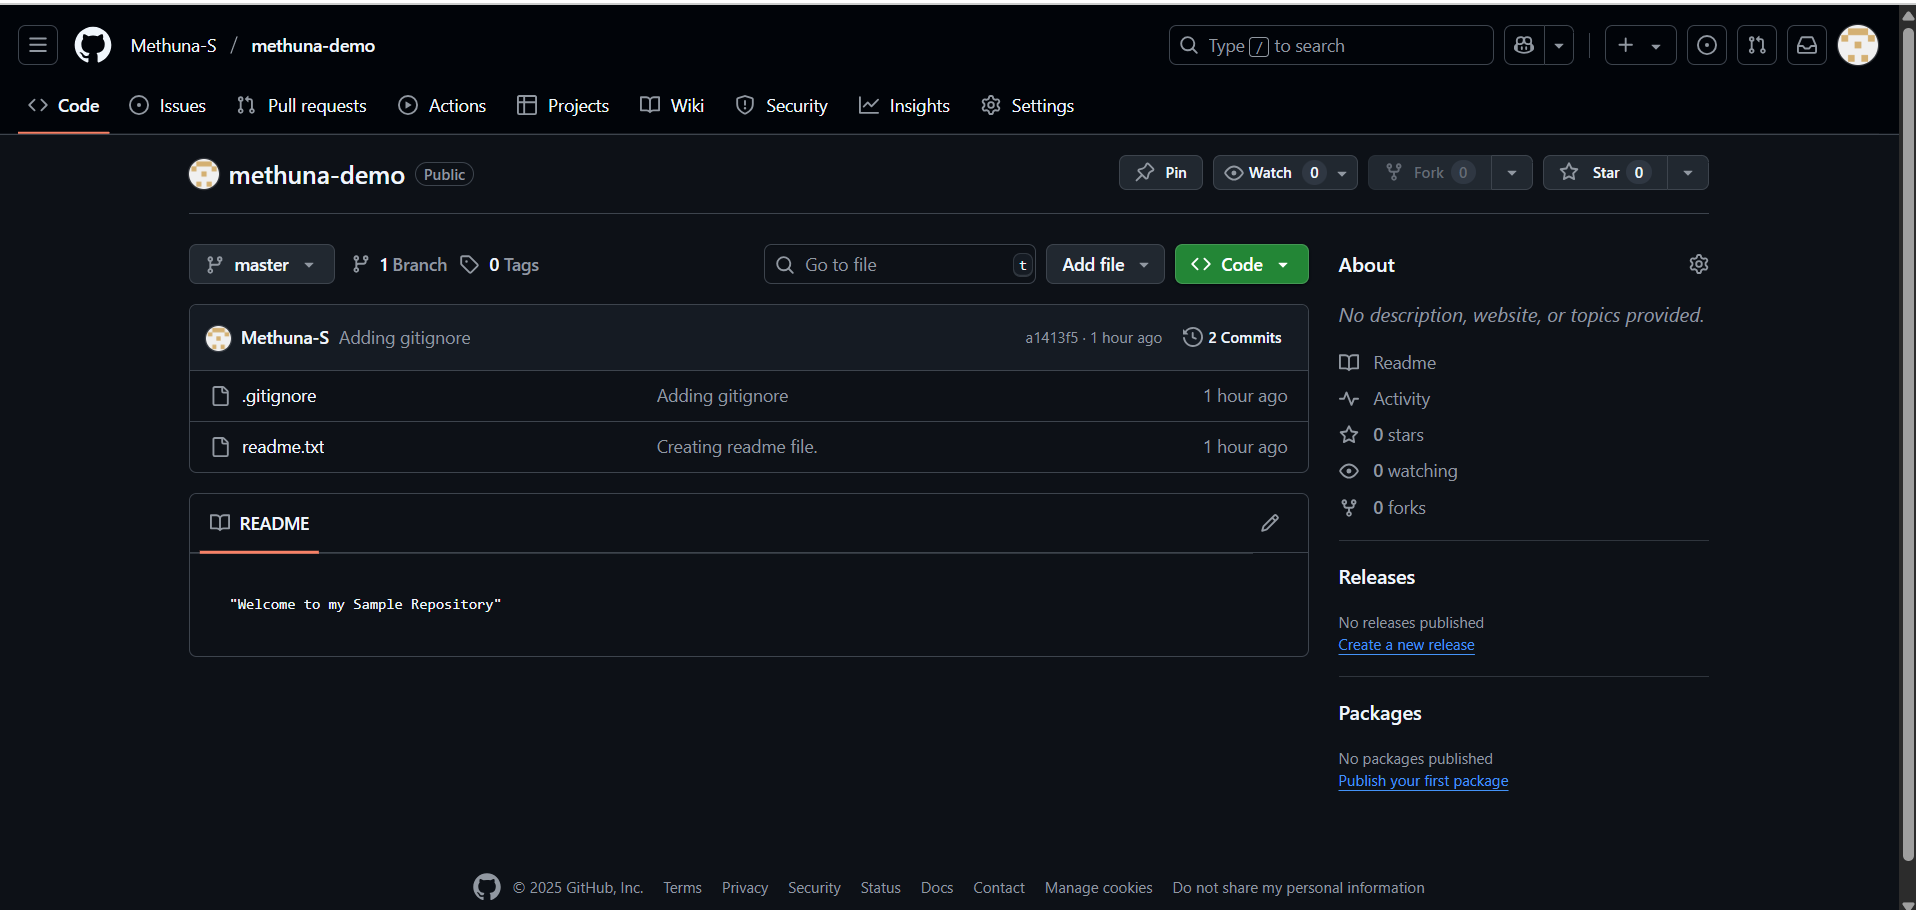 Methuna-S / methuna-demo
Type / to search
Code Issues Pull requests Actions Projects Wiki Security Insights Settings
methuna-demo Public
Pin Watch 0 Fork 0 Star 0
master 1 Branch 0 Tags
Go to file t Add file Code
Methuna-S Adding gitignore a1413f5 · 1 hour ago 2 Commits
.gitignore Adding gitignore 1 hour ago
readme.txt Creating readme file. 1 hour ago
README
"Welcome to my Sample Repository"
About
No description, website, or topics provided.
Readme
Activity
0 stars
0 watching
0 forks
Releases
No releases published
Create a new release
Packages
No packages published
Publish your first package
© 2025 GitHub, Inc. Terms Privacy Security Status Docs Contact Manage cookies Do not share my personal information